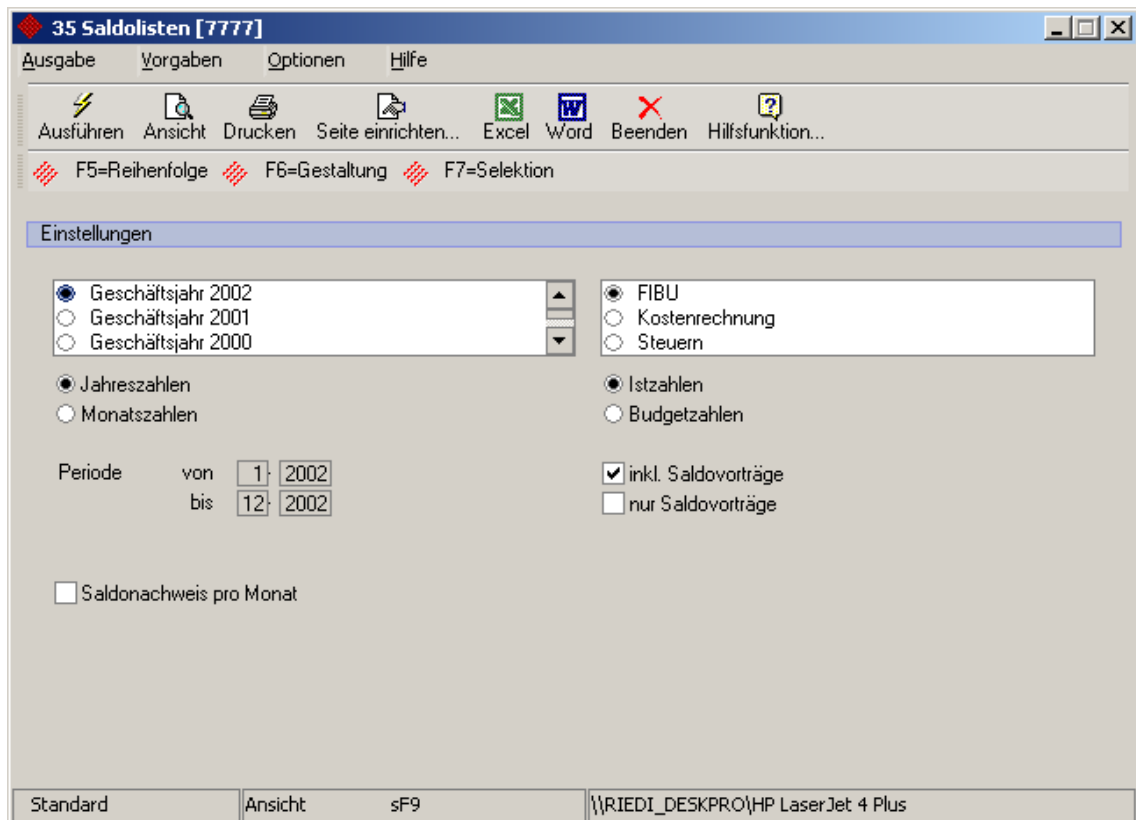 35 Saldolisten [7777]
Ausgabe Vorgaben Optionen Hilfe
Ausführen Ansicht Drucken Seite einrichten... Excel Word Beenden Hilfsfunktion...
F5=Reihenfolge F6=Gestaltung F7=Selektion
Einstellungen
Geschäftsjahr 2002 FIBU
Geschäftsjahr 2001 Kostenrechnung
Geschäftsjahr 2000 Steuern
Jahreszahlen Istzahlen
Monatszahlen Budgetzahlen
Periode von 1. 2002 inkl. Saldovorträge
bis 12. 2002 nur Saldovorträge
Saldonachweis pro Monat
Standard Ansicht sF9 \\RIEDI_DESKPRO\HP LaserJet 4 Plus